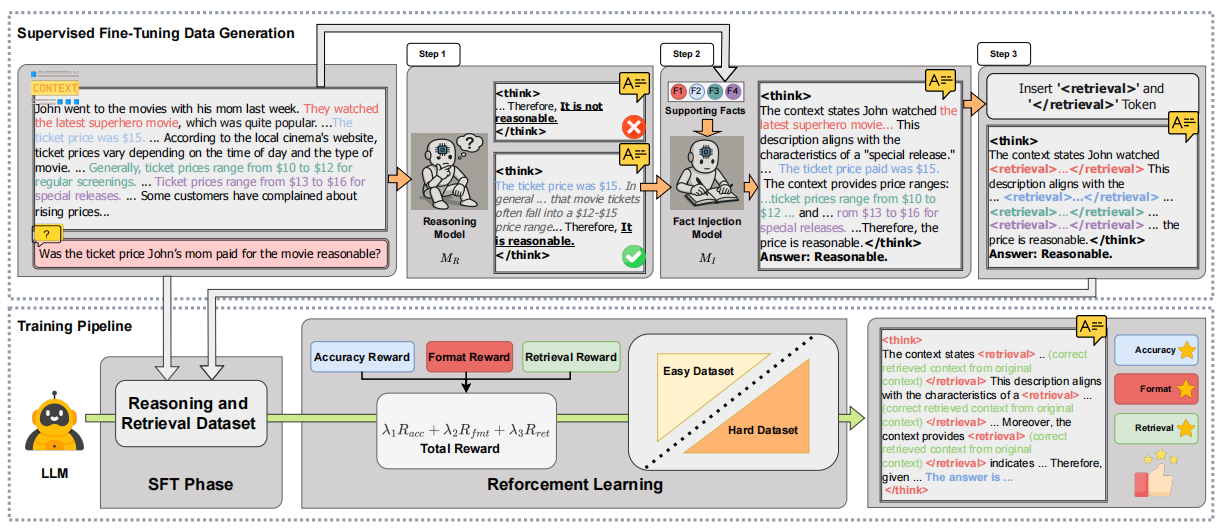 Supervised Fine-Tuning Data Generation
CONTEXT
John went to the movies with his mom last week. They watched
the latest superhero movie, which was quite popular. ...The
ticket price was $15. ... According to the local cinema's website,
ticket prices vary depending on the time of day and the type of
movie. ... Generally, ticket prices range from $10 to $12 for
regular screenings. ... Ticket prices range from $13 to $16 for
special releases. ... Some customers have complained about
rising prices...
?
Was the ticket price John's mom paid for the movie reasonable?
Step 1
?
Reasoning
Model
M_R
A
<think>
... Therefore, It is not
reasonable.
</think>
A
<think>
The ticket price was $15. In
general ... that movie tickets
often fall into a $12-$15
price range... Therefore, It
is reasonable.
</think>
Step 2
F1 F2 F3 F4
Supporting Facts
Fact Injection
Model
M_I
A
<think>
The context states John watched the
latest superhero movie... This
description aligns with the
characteristics of a "special release."
... The ticket price paid was $15.
The context provides price ranges:
...ticket prices range from $10 to
$12 ... and ... rom $13 to $16 for
special releases. ...Therefore, the
price is reasonable.</think>
Answer: Reasonable.
Step 3
Insert '<retrieval>' and
'</retrieval>' Token
A
<think>
The context states John watched
<retrieval>...</retrieval> This
description aligns with the
... <retrieval>...</retrieval> ...
<retrieval>...</retrieval> ...
<retrieval>...</retrieval> ... the
price is reasonable.</think>
Answer: Reasonable.
Training Pipeline
LLM
Reasoning and
Retrieval Dataset
SFT Phase
Accuracy Reward
Format Reward
Retrieval Reward
λ₁R_acc + λ₂R_fmt + λ₃R_ret
Total Reward
Easy Dataset
Hard Dataset
Reforcement Learning
A
<think>
The context states <retrieval> .. (correct
retrieved context from original
context) </retrieval> This description aligns
with the characteristics of a <retrieval> ...
(correct retrieved context from original
context) </retrieval> ... Moreover, the
context provides <retrieval> (correct
retrieved context from original
context) </retrieval> indicates ... Therefore,
given ... The answer is ...
</think>
Accuracy
Format
Retrieval